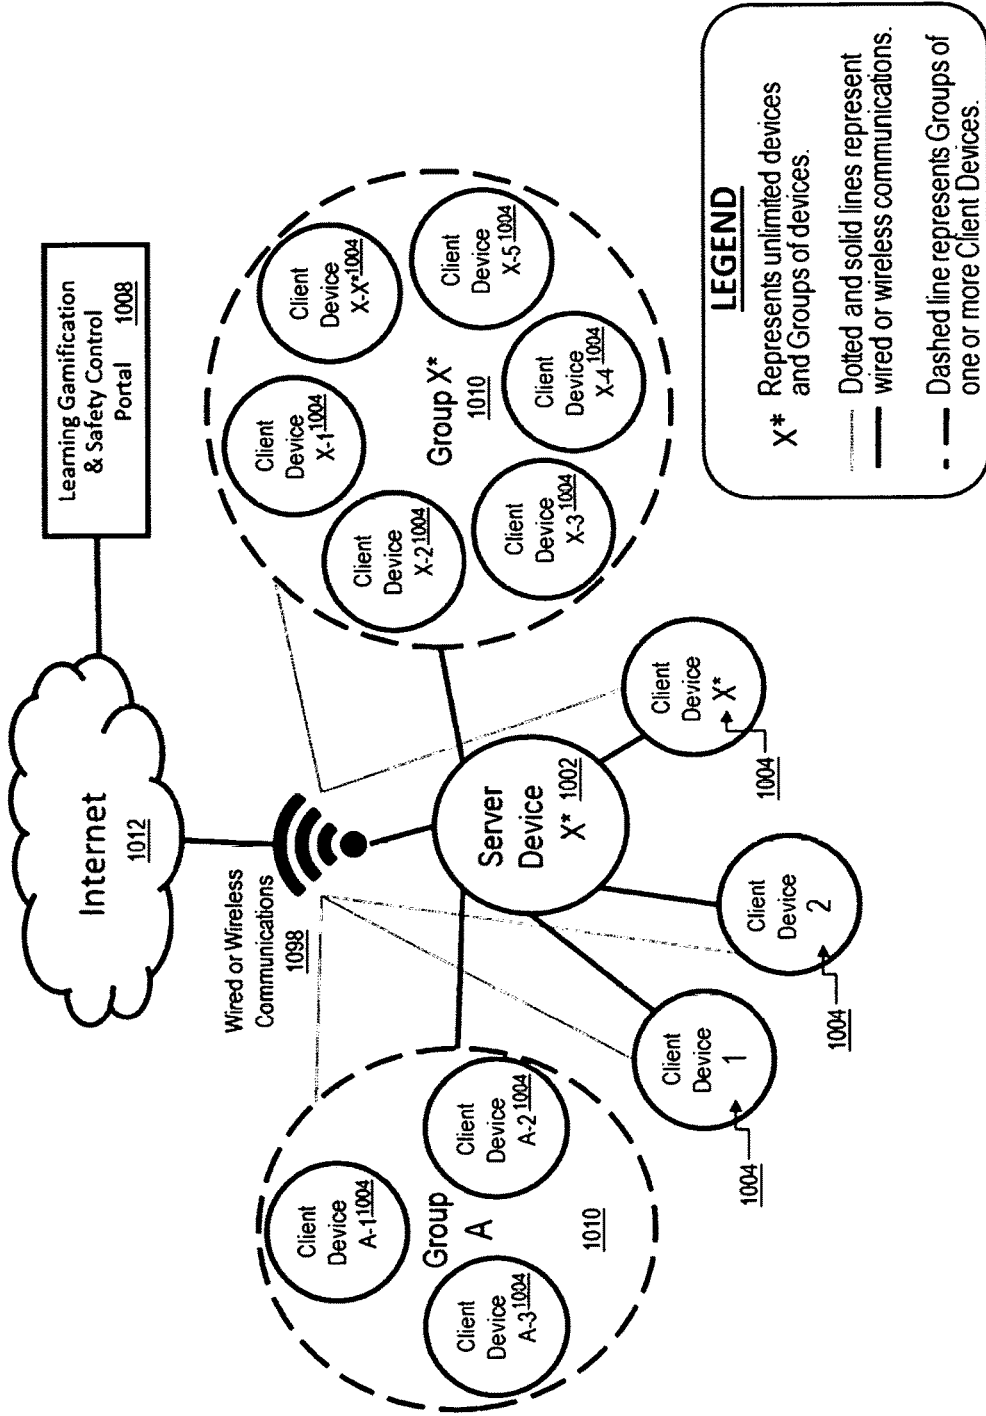 Internet
1012
Learning Gamification
& Safety Control
Portal 1008
Wired or Wireless
Communications
1098
Group
A
1010
Client
Device
A-1 1004
Client
Device
A-2 1004
Client
Device
A-3 1004
Server
Device
X* 1002
Group X*
1010
Client
Device
X-1 1004
Client
Device
X-X* 1004
Client
Device
X-2 1004
Client
Device
X-5 1004
Client
Device
X-3 1004
Client
Device
X-4 1004
Client
Device
1
1004
Client
Device
2
1004
Client
Device
X*
1004
LEGEND
X* Represents unlimited devices
and Groups of devices.
Dotted and solid lines represent
wired or wireless communications.
Dashed line represents Groups of
one or more Client Devices.